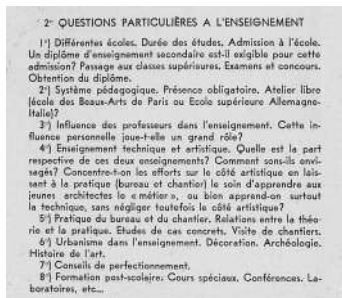 2° QUESTIONS PARTICULIÈRES A L'ENSEIGNEMENT
1°) Différentes écoles. Durée des études. Admission à l'école.
Un diplôme d'enseignement secondaire est-il exigible pour cette
admission? Passage aux classes supérieures. Examens et concours.
Obtention du diplôme.
2°) Système pédagogique. Présence obligatoire. Atelier libre
(école des Beaux-Arts de Paris ou Ecole supérieure Allemagne-
Italie)?
3°) Influence des professeurs dans l'enseignement. Cette in-
fluence personnelle joue-t-elle un grand rôle?
4°) Enseignement technique et artistique. Quelle est la part
respective de ces deux enseignements? Comment sont-ils envi-
sagés? Concentre-t-on les efforts sur le côté artistique en lais-
sant à la pratique (bureau et chantier) le soin d'apprendre aux
jeunes architectes le « métier », ou bien apprend-on surtout
la technique, sans négliger toutefois le côté artistique?
5°) Pratique du bureau et du chantier. Relations entre la théo-
rie et la pratique. Etudes de cas concrets. Visite de chantiers.
6°) Urbanisme dans l'enseignement. Décoration. Archéologie.
Histoire de l'art.
7°) Conseils de perfectionnement.
8°) Formation post-scolaire: Cours spéciaux. Conférences. La-
boratoires, etc...